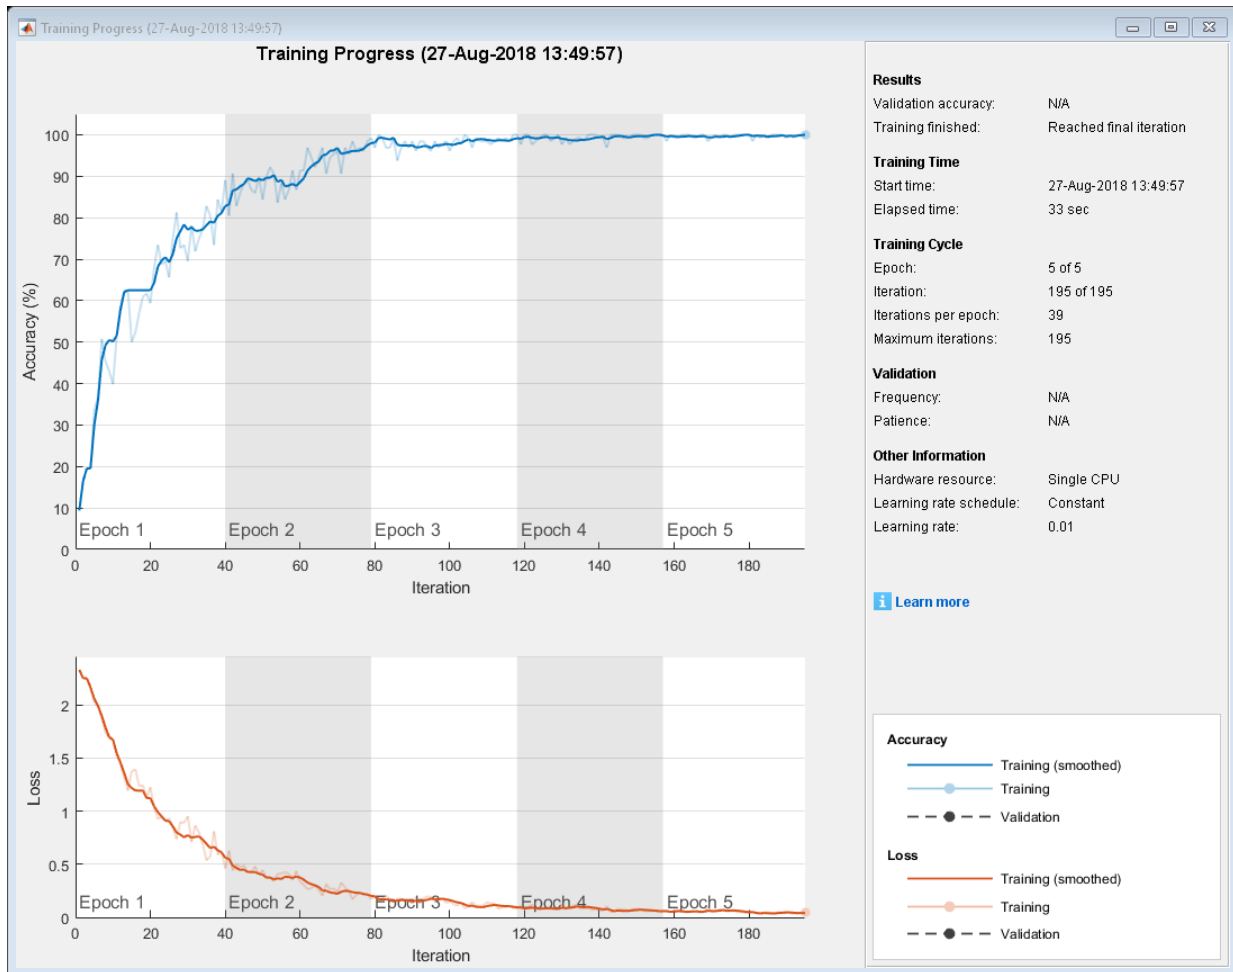 Training Progress (27-Aug-2018 13:49:57)
Training Progress (27-Aug-2018 13:49:57)
100
90
80
70
60
50
40
30
20
10
0
Accuracy (%)
Epoch 1 Epoch 2 Epoch 3 Epoch 4 Epoch 5
0 20 40 60 80 100 120 140 160 180
Iteration
2
1.5
1
0.5
0
Loss
Epoch 1 Epoch 2 Epoch 3 Epoch 4 Epoch 5
0 20 40 60 80 100 120 140 160 180
Iteration
Results
Validation accuracy: N/A
Training finished: Reached final iteration
Training Time
Start time: 27-Aug-2018 13:49:57
Elapsed time: 33 sec
Training Cycle
Epoch: 5 of 5
Iteration: 195 of 195
Iterations per epoch: 39
Maximum iterations: 195
Validation
Frequency: N/A
Patience: N/A
Other Information
Hardware resource: Single CPU
Learning rate schedule: Constant
Learning rate: 0.01
i Learn more
Accuracy
Training (smoothed)
Training
Validation
Loss
Training (smoothed)
Training
Validation